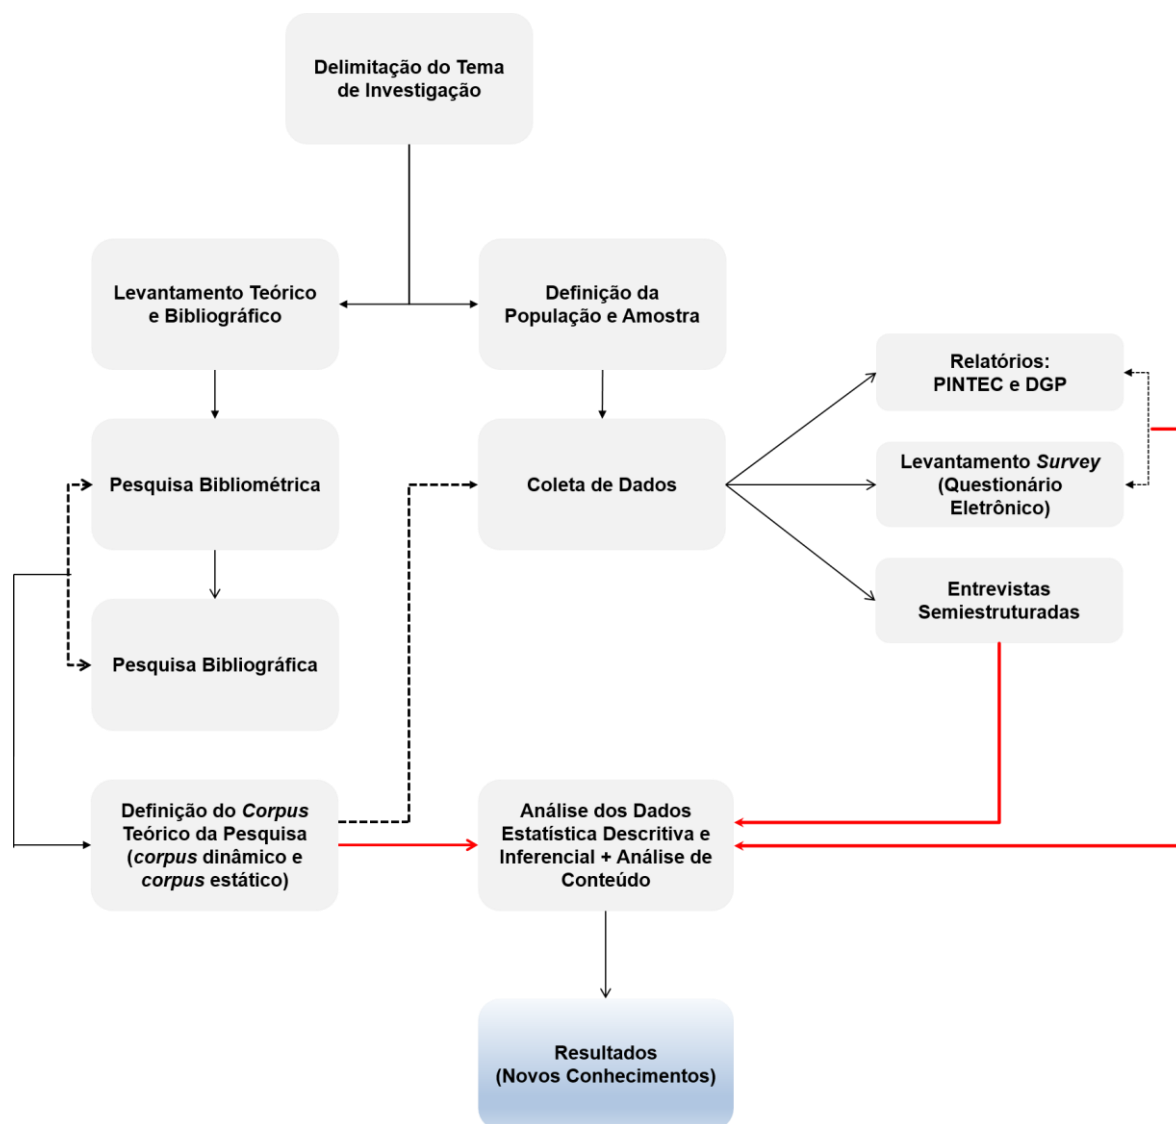 Delimitação do Tema
de Investigação
Levantamento Teórico
e Bibliográfico
Definição da
População e Amostra
Relatórios:
PINTEC e DGP
Pesquisa Bibliométrica
Coleta de Dados
Levantamento Survey
(Questionário
Eletrônico)
Entrevistas
Semiestruturadas
Pesquisa Bibliográfica
Definição do Corpus
Teórico da Pesquisa
(corpus dinâmico e
corpus estático)
Análise dos Dados
Estatística Descritiva e
Inferencial + Análise de
Conteúdo
Resultados
(Novos Conhecimentos)